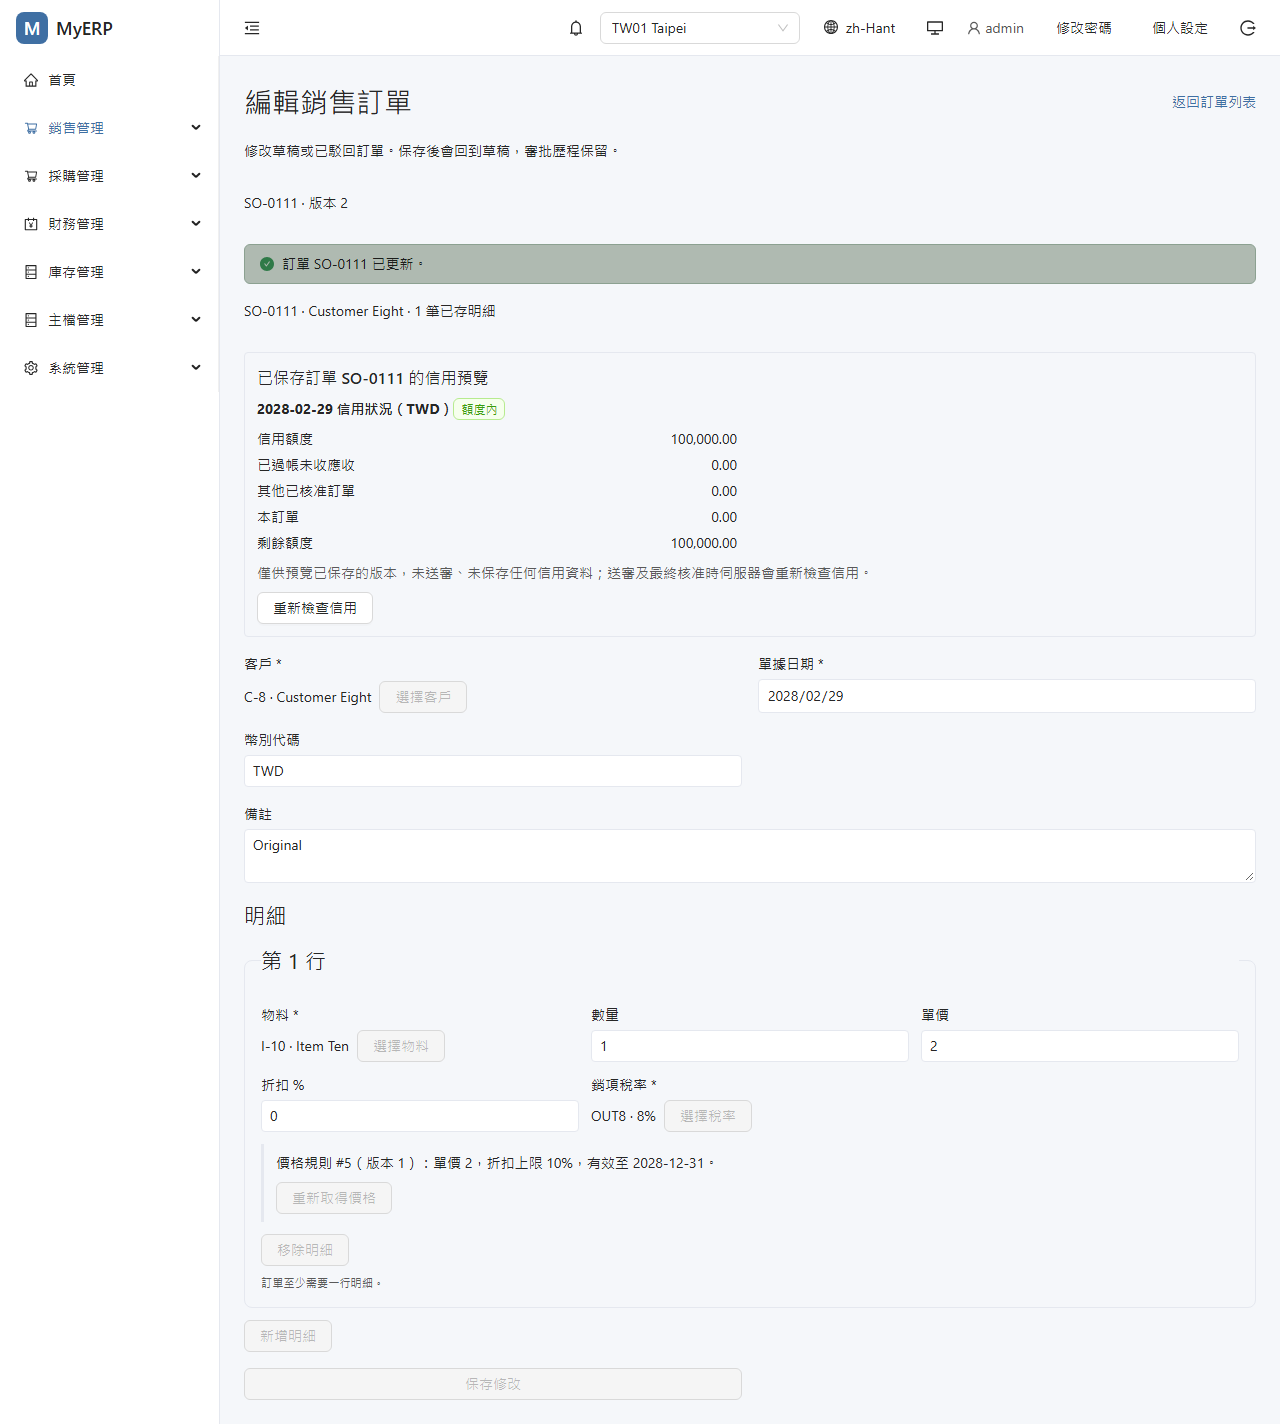 M MyERP
TW01 Taipei
zh-Hant
admin
修改密碼
個人設定
首頁
銷售管理
採購管理
財務管理
庫存管理
主檔管理
系統管理
編輯銷售訂單
返回訂單列表
修改草稿或已駁回訂單。保存後會回到草稿，審批歷程保留。
SO-0111 · 版本 2
訂單 SO-0111 已更新。
SO-0111 · Customer Eight · 1 筆已存明細
已保存訂單 SO-0111 的信用預覽
2028-02-29 信用狀況（TWD） 額度內
信用額度 100,000.00
已過帳未收應收 0.00
其他已核准訂單 0.00
本訂單 0.00
剩餘額度 100,000.00
僅供預覽已保存的版本，未送審、未保存任何信用資料；送審及最終核准時伺服器會重新檢查信用。
重新檢查信用
客戶 * 單據日期 *
C-8 · Customer Eight 選擇客戶 2028/02/29
幣別代碼
TWD
備註
Original
明細
第 1 行
物料 * 數量 單價
I-10 · Item Ten 選擇物料 1 2
折扣 % 銷項稅率 *
0 OUT8 · 8% 選擇稅率
價格規則 #5（版本 1）：單價 2，折扣上限 10%，有效至 2028-12-31。
重新取得價格
移除明細
訂單至少需要一行明細。
新增明細
保存修改